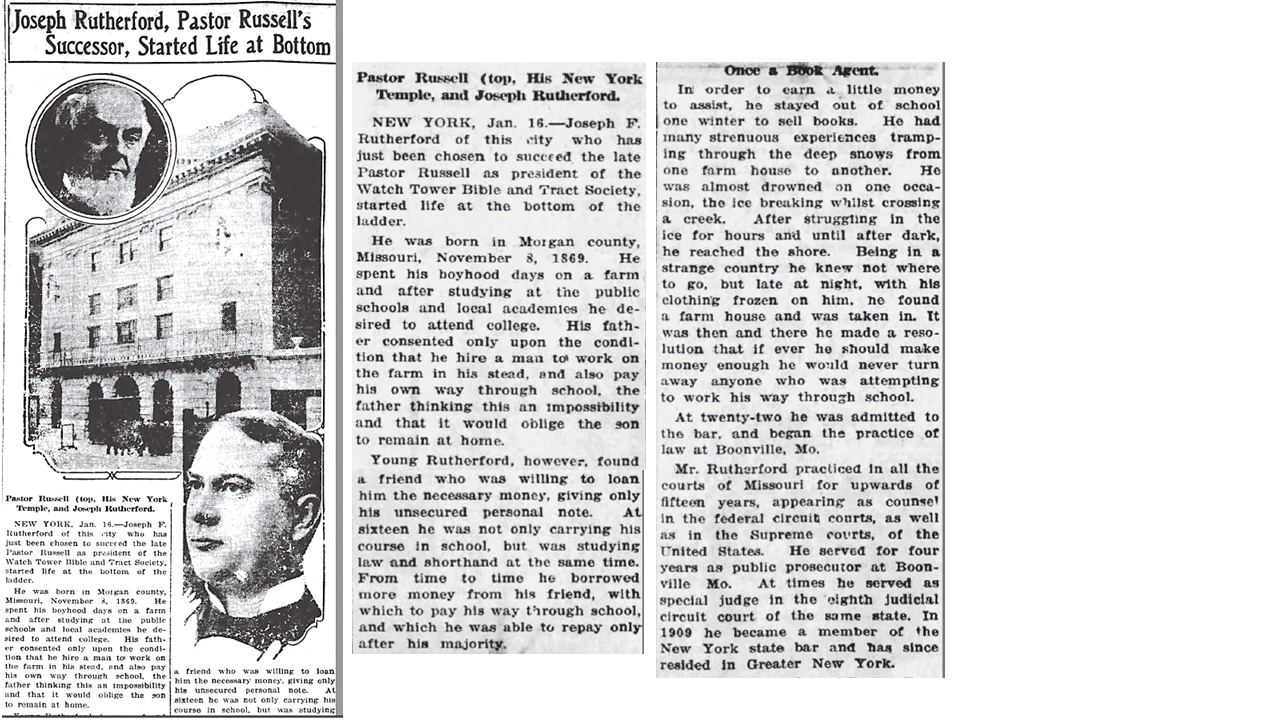 Joseph Rutherford, Pastor Russell's
Successor, Started Life at Bottom
Pastor Russell (top, His New York
Temple, and Joseph Rutherford.
NEW YORK, Jan. 16.—Joseph F.
Rutherford of this city who has
just been chosen to succeed the late
Pastor Russell as president of the
Watch Tower Bible and Tract Society,
started life at the bottom of the
ladder.
He was born in Morgan county,
Missouri, November 8, 1869. He
spent his boyhood days on a farm
and after studying at the public
schools and local academies he de-
sired to attend college. His fath-
er consented only upon the condi-
tion that he hire a man to work on
the farm in his stead, and also pay
his own way through school, the
father thinking this an impossibility
and that it would oblige the son
to remain at home.
a friend who was willing to loan
him the necessary money, giving only
his unsecured personal note. At
sixteen he was not only carrying his
course in school, but was studying
Pastor Russell (top, His New York
Temple, and Joseph Rutherford.
NEW YORK, Jan. 16.—Joseph F.
Rutherford of this city who has
just been chosen to succeed the late
Pastor Russell as president of the
Watch Tower Bible and Tract Society,
started life at the bottom of the
ladder.
He was born in Morgan county,
Missouri, November 8, 1869. He
spent his boyhood days on a farm
and after studying at the public
schools and local academies he de-
sired to attend college. His fath-
er consented only upon the condi-
tion that he hire a man to work on
the farm in his stead, and also pay
his own way through school, the
father thinking this an impossibility
and that it would oblige the son
to remain at home.
Young Rutherford, however, found
a friend who was willing to loan
him the necessary money, giving only
his unsecured personal note. At
sixteen he was not only carrying his
course in school, but was studying
law and shorthand at the same time.
From time to time he borrowed
more money from his friend, with
which to pay his way through school,
and which he was able to repay only
after his majority.
Once a Book Agent.
In order to earn a little money
to assist, he stayed out of school
one winter to sell books. He had
many strenuous experiences tramp-
ing through the deep snows from
one farm house to another. He
was almost drowned on one occa-
sion, the ice breaking whilst crossing
a creek. After struggling in the
ice for hours and until after dark,
he reached the shore. Being in a
strange country he knew not where
to go, but late at night, with his
clothing frozen on him, he found
a farm house and was taken in. It
was then and there he made a reso-
lution that if ever he should make
money enough he would never turn
away anyone who was attempting
to work his way through school.
At twenty-two he was admitted to
the bar, and began the practice of
law at Boonville, Mo.
Mr. Rutherford practiced in all the
courts of Missouri for upwards of
fifteen years, appearing as counsel
in the federal circuit courts, as well
as in the Supreme courts, of the
United States. He served for four
years as public prosecutor at Boon-
ville Mo. At times he served as
special judge in the eighth judicial
circuit court of the same state. In
1909 he became a member of the
New York state bar and has since
resided in Greater New York.